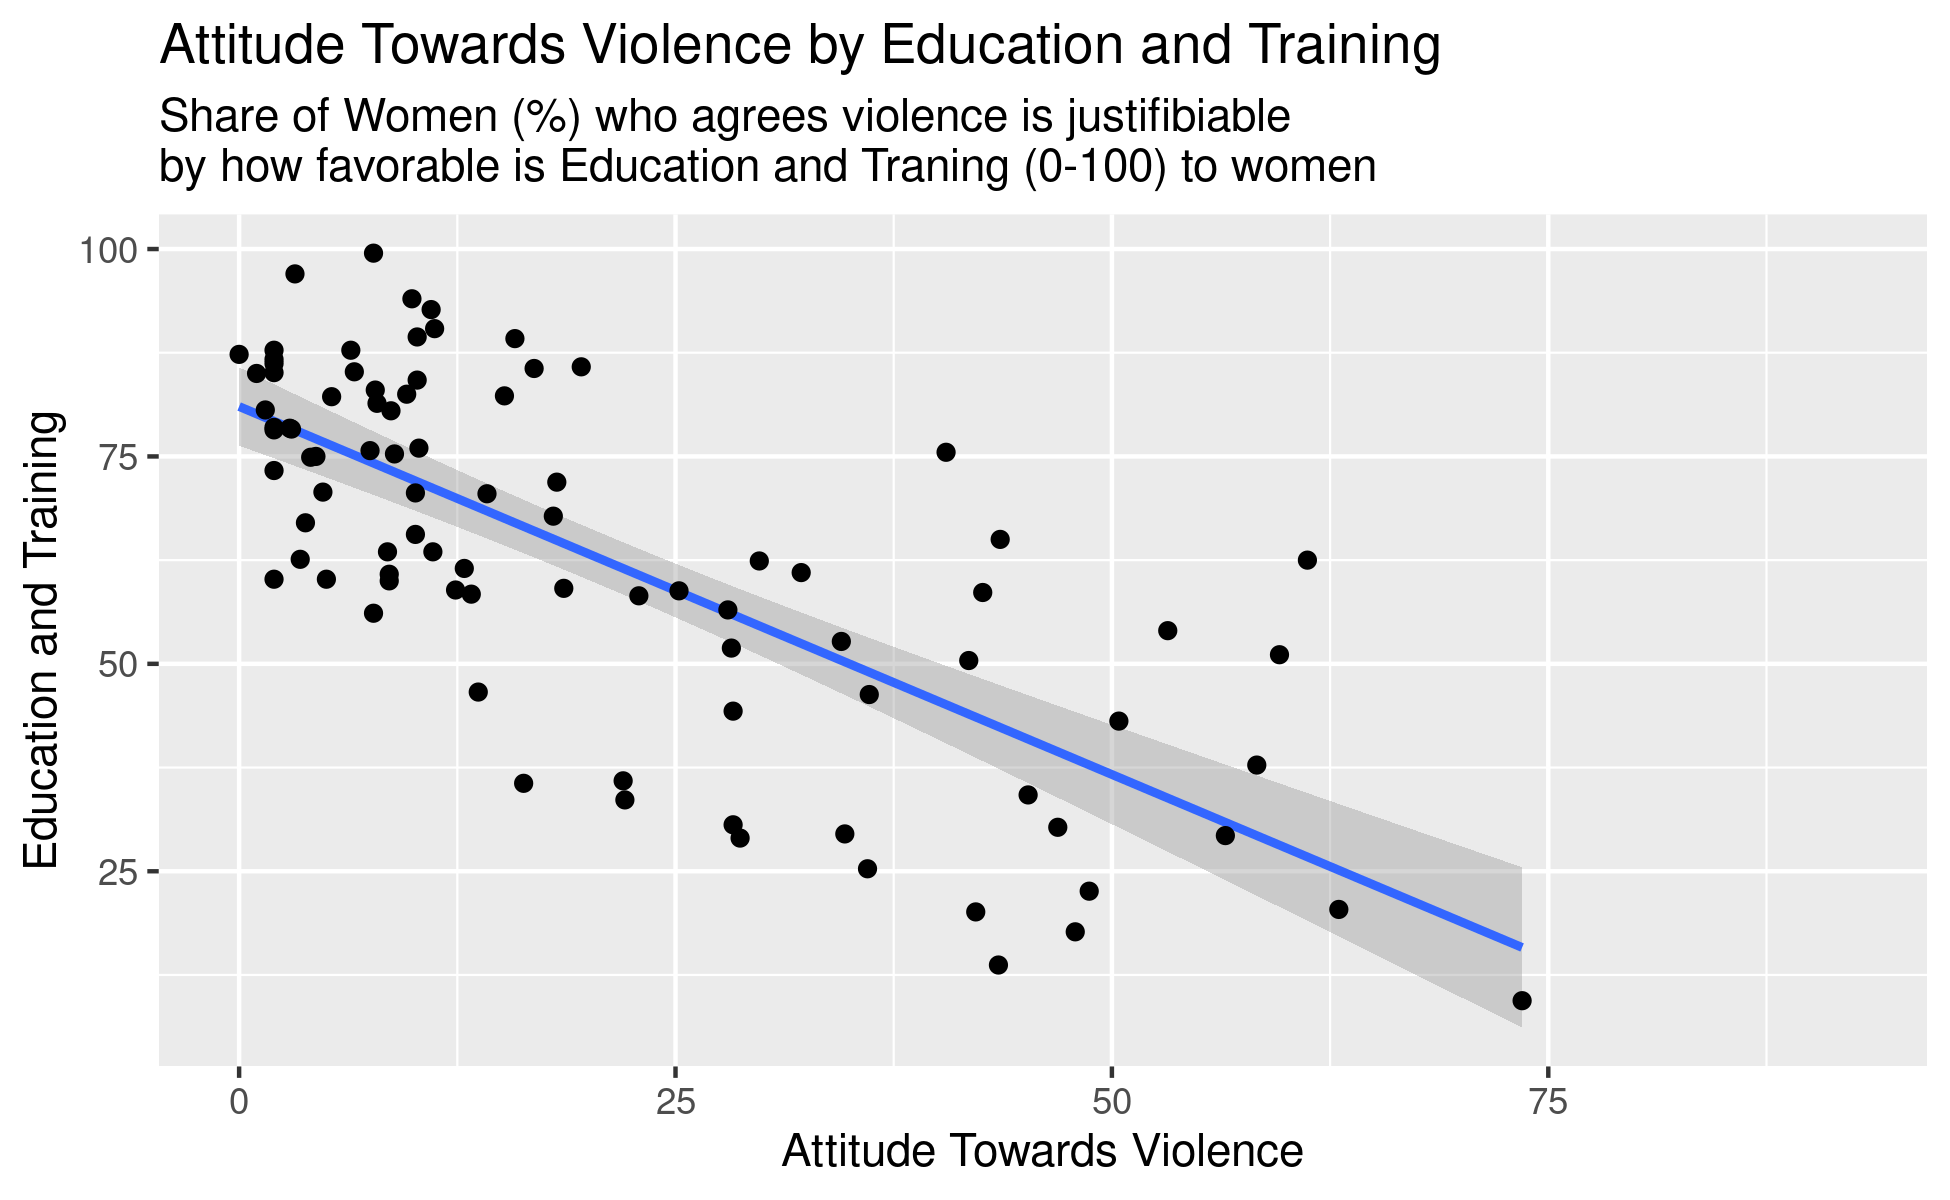 Attitude Towards Violence by Education and Training
Share of Women (%) who agrees violence is justifibiable
by how favorable is Education and Traning (0-100) to women
100
75
50
25
Education and Training
0
25
50
75
Attitude Towards Violence